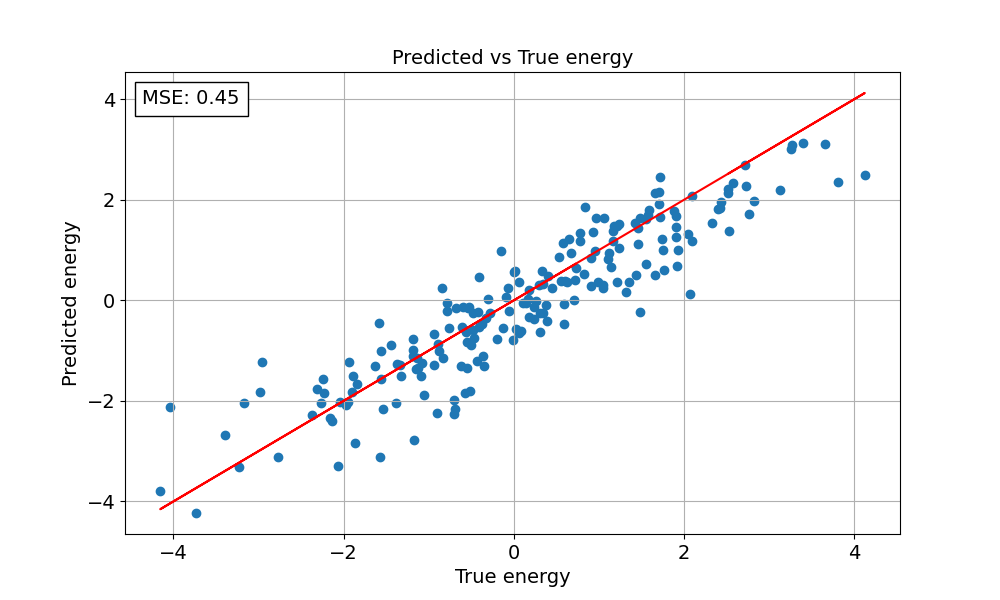 Predicted vs True energy
MSE: 0.45
Predicted energy
4
2
0
−2
−4
−4 −2 0 2 4
True energy